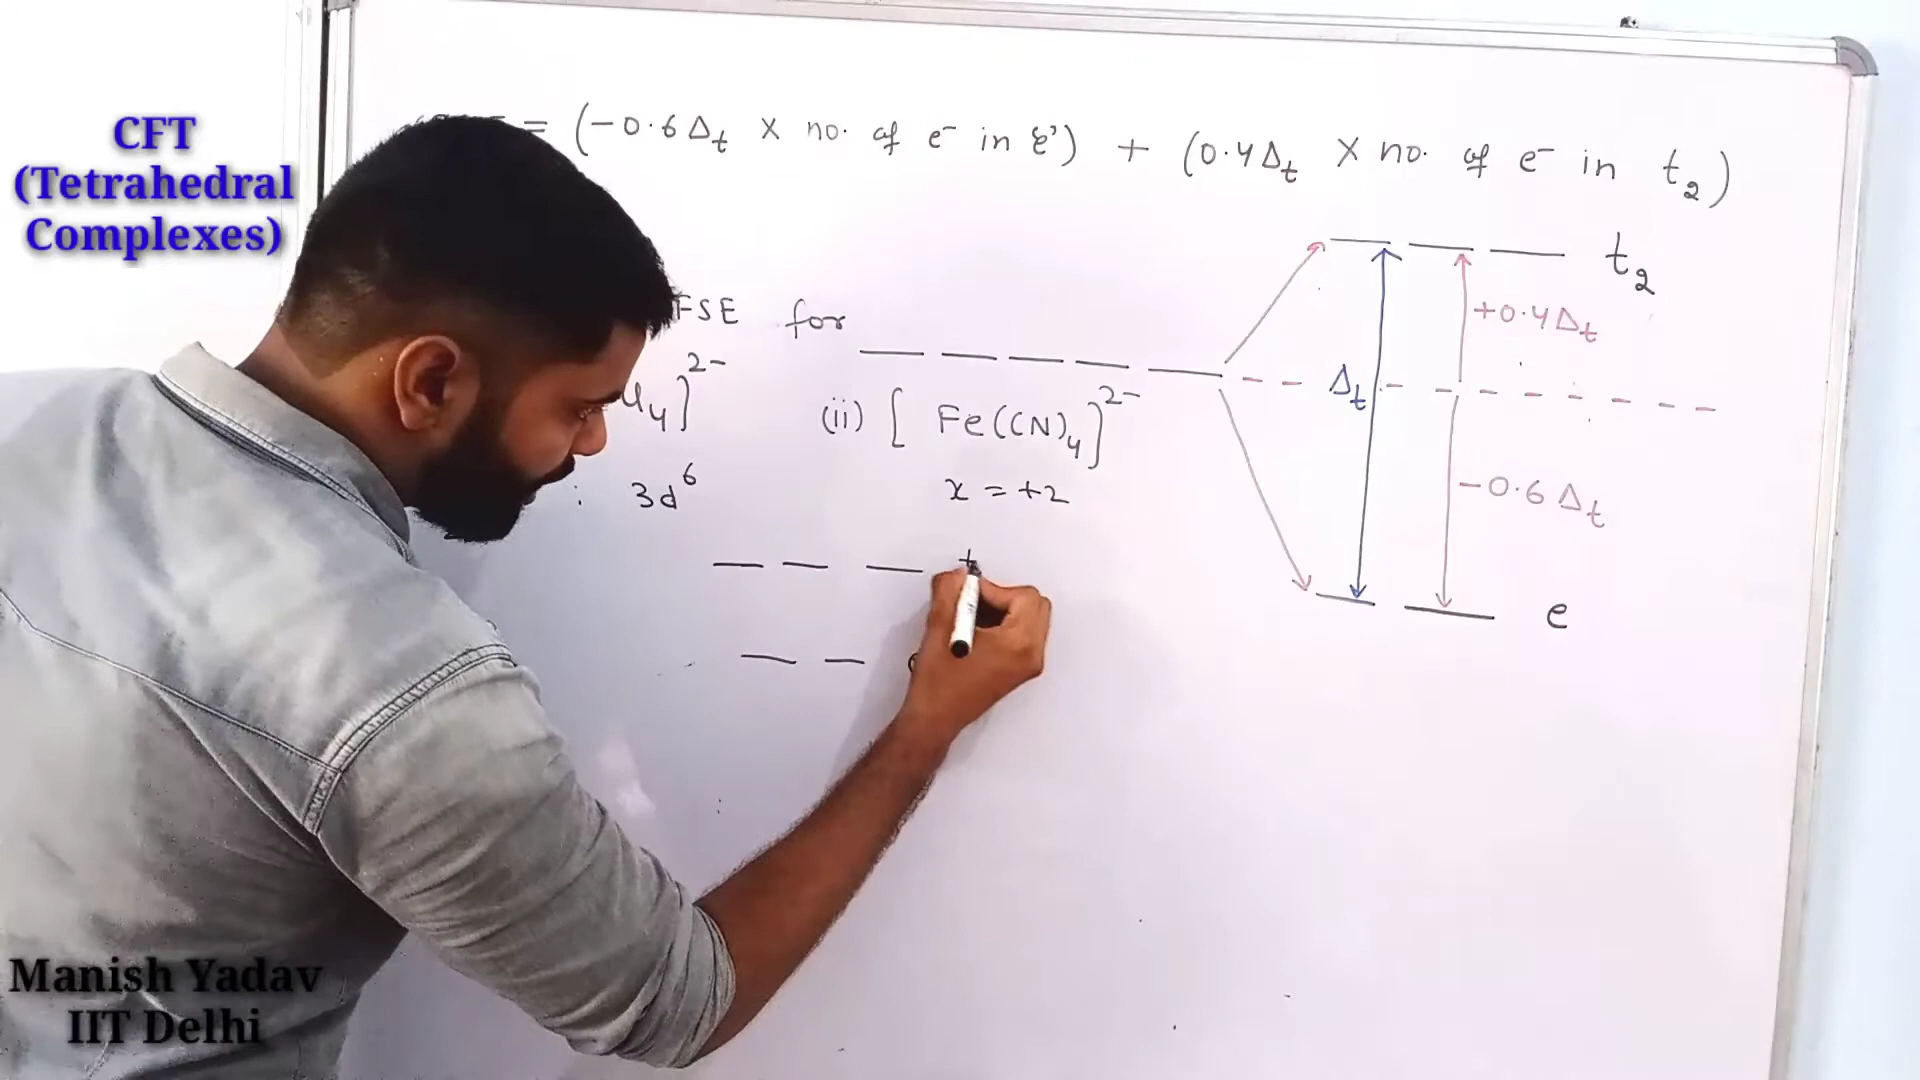 CFT
(Tetrahedral
Complexes)
= (-0.6 Δt × no. of e⁻ in 'e') + (0.4 Δt × no. of e⁻ in t₂)
t₂
+0.4 Δt
FSE for
]²⁻
(ii) [ Fe(CN)₄]²⁻
Δt
: 3d⁶
x = +2
-0.6 Δt
e
Manish Yadav
IIT Delhi